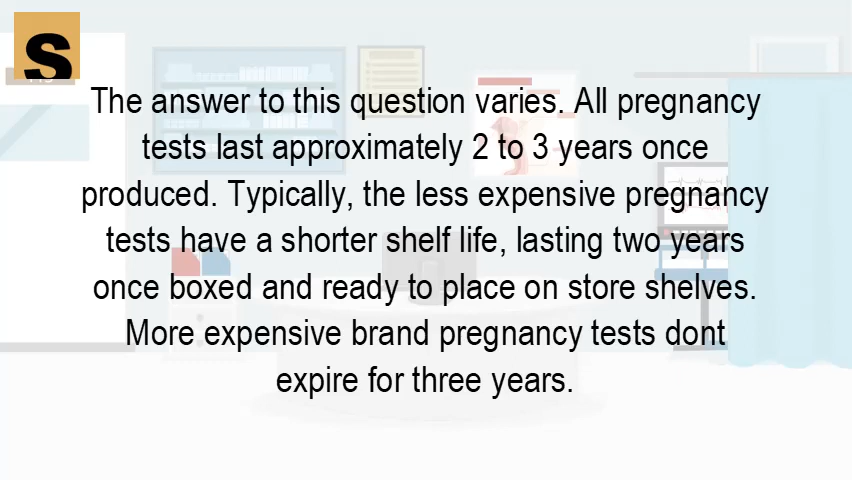 S
The answer to this question varies. All pregnancy
tests last approximately 2 to 3 years once
produced. Typically, the less expensive pregnancy
tests have a shorter shelf life, lasting two years
once boxed and ready to place on store shelves.
More expensive brand pregnancy tests dont
expire for three years.